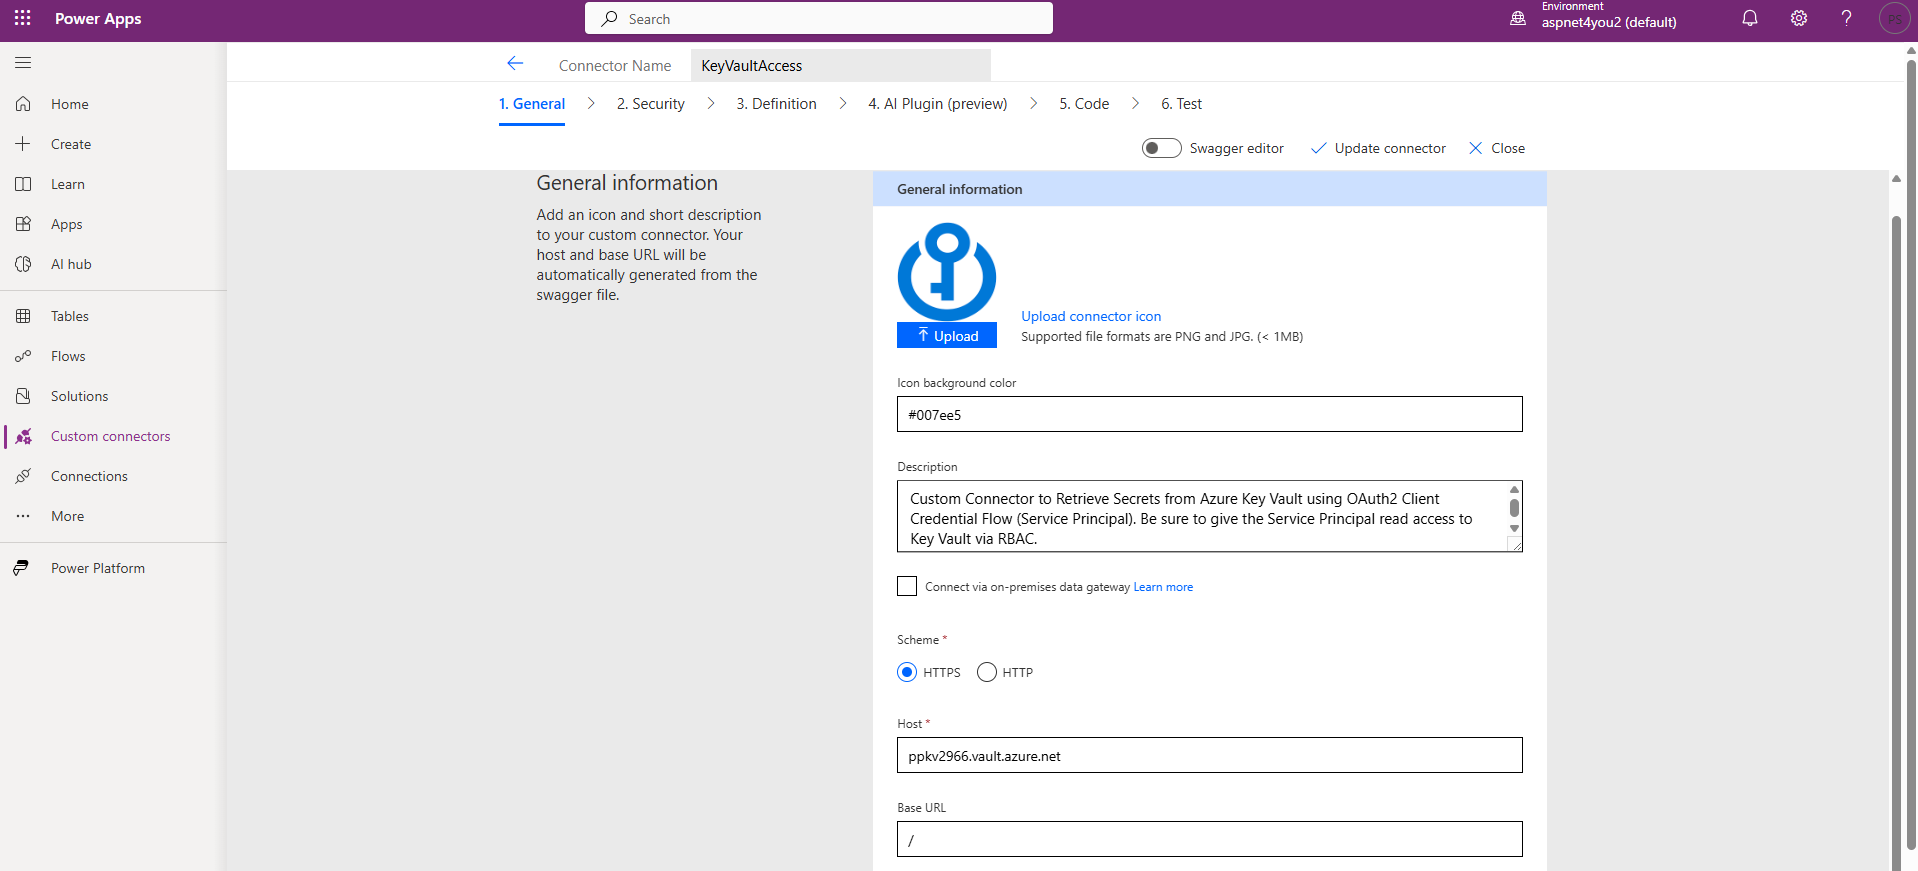 Power Apps
Search
Environment
aspnet4you2 (default)
PS
Connector Name
KeyVaultAccess
1. General
2. Security
3. Definition
4. AI Plugin (preview)
5. Code
6. Test
Swagger editor
Update connector
Close
Home
Create
Learn
Apps
AI hub
Tables
Flows
Solutions
Custom connectors
Connections
More
Power Platform
General information
Add an icon and short description
to your custom connector. Your
host and base URL will be
automatically generated from the
swagger file.
General information
Upload
Upload connector icon
Supported file formats are PNG and JPG. (< 1MB)
Icon background color
#007ee5
Description
Custom Connector to Retrieve Secrets from Azure Key Vault using OAuth2 Client
Credential Flow (Service Principal). Be sure to give the Service Principal read access to
Key Vault via RBAC.
Connect via on-premises data gateway Learn more
Scheme *
HTTPS
HTTP
Host *
ppkv2966.vault.azure.net
Base URL
/